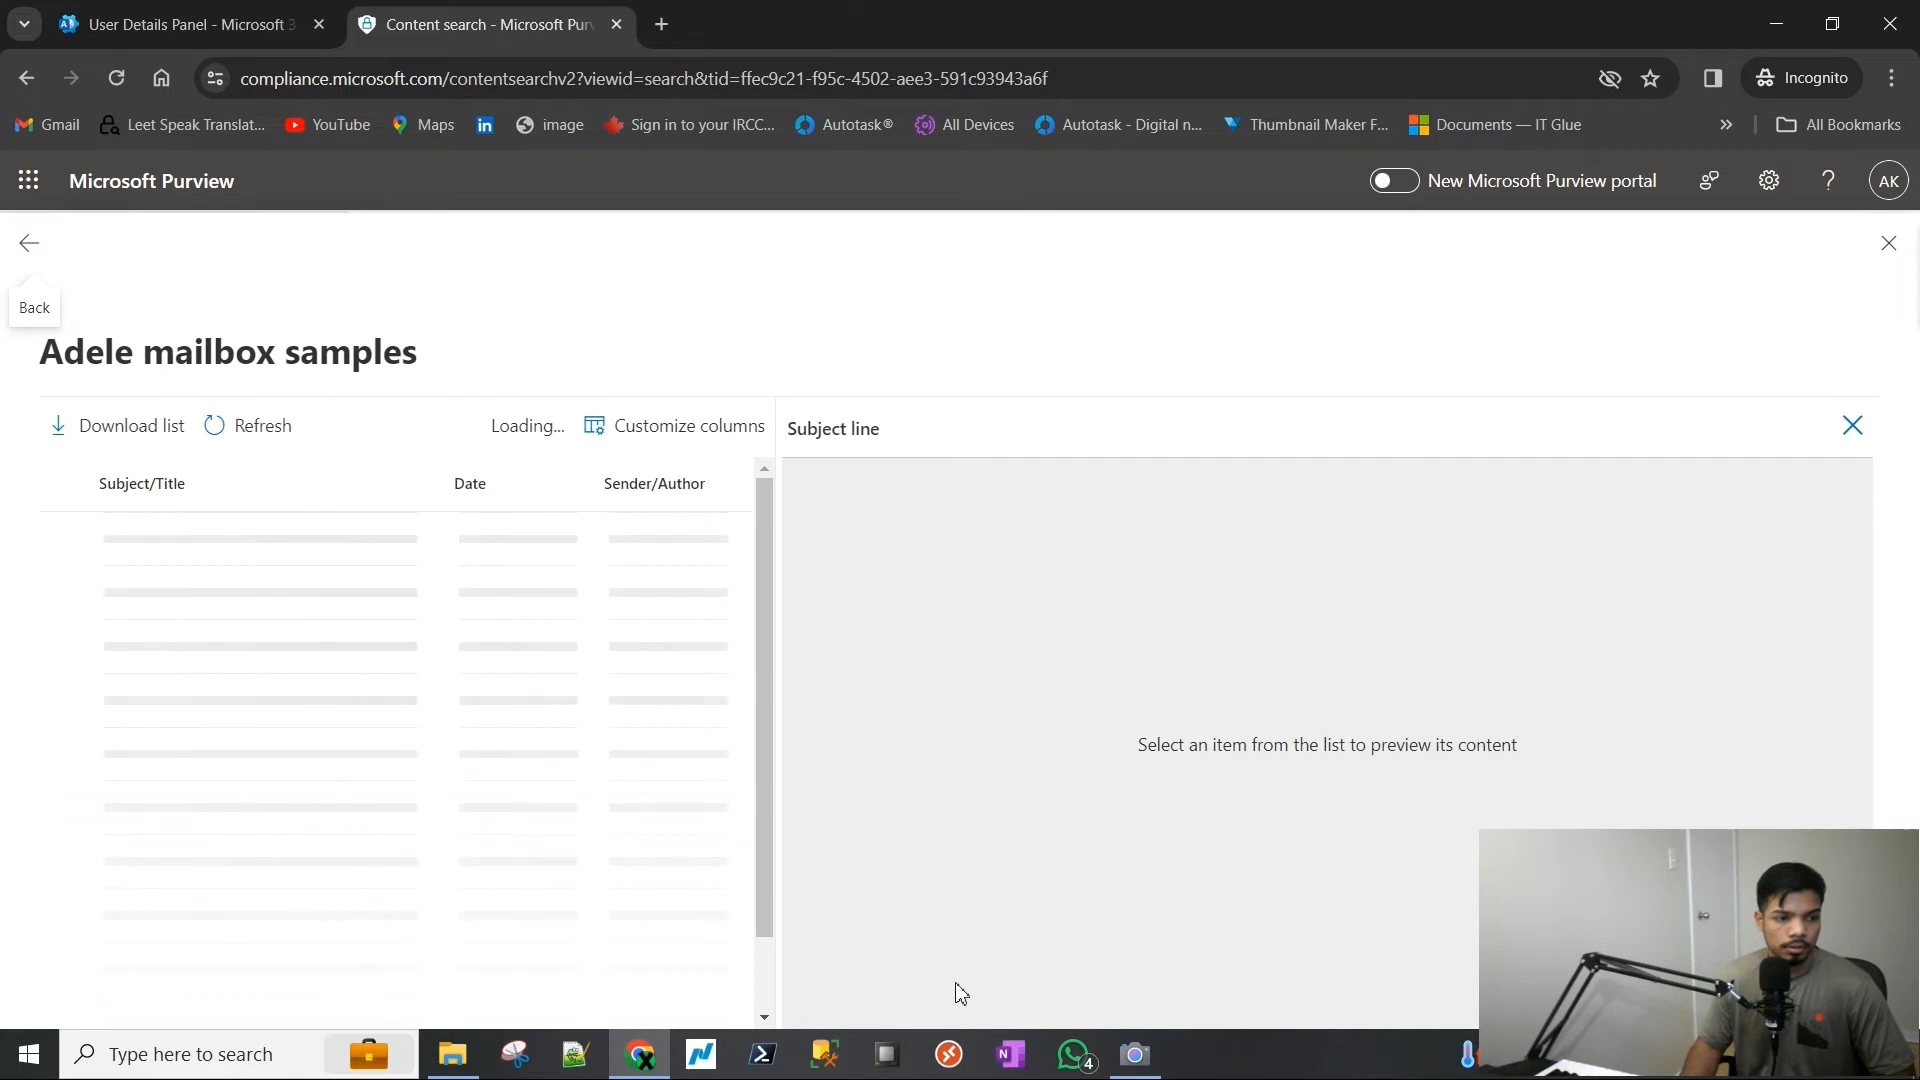 User Details Panel - Microsoft 3
Content search - Microsoft Pur
compliance.microsoft.com/contentsearchv2?viewid=search&tid=ffec9c21-f95c-4502-aee3-591c93943a6f
Incognito
Gmail
Leet Speak Translat...
YouTube
Maps
image
Sign in to your IRCC...
Autotask®
All Devices
Autotask - Digital n...
Thumbnail Maker F...
Documents — IT Glue
All Bookmarks
Microsoft Purview
New Microsoft Purview portal
AK
Back
Adele mailbox samples
Download list
Refresh
Loading...
Customize columns
Subject line
Subject/Title
Date
Sender/Author
Select an item from the list to preview its content
Type here to search
4